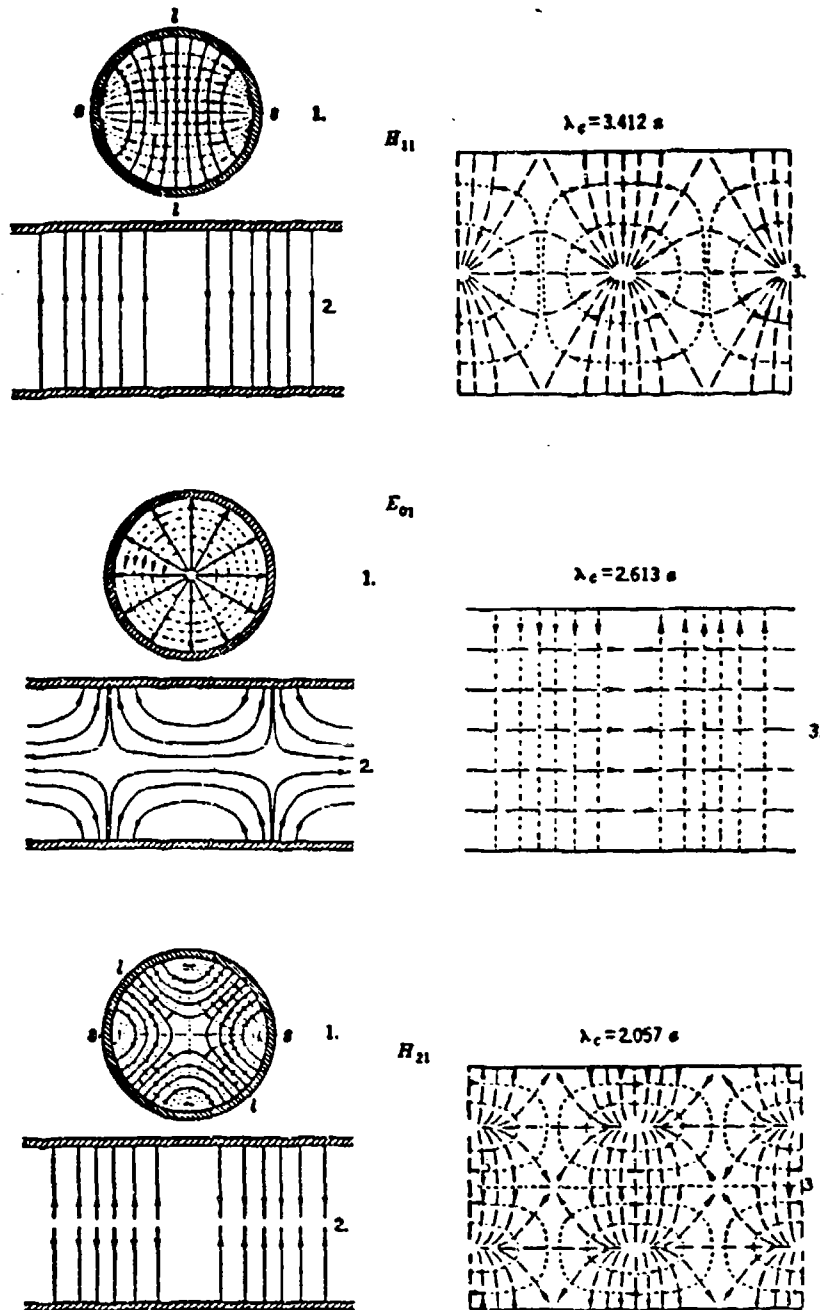 l
s s 1.
l
2
H₁₁
λc=3.412 a
3.
E₀₁
1.
λc=2.613 a
2
3
l
s s 1.
l
H₂₁
λc=2.057 a
2.
3